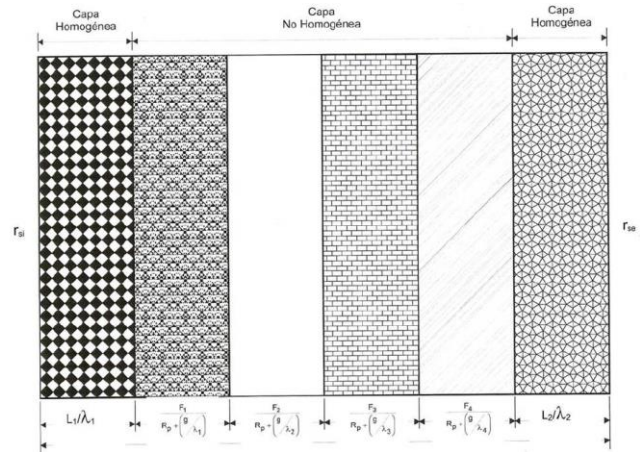 Capa
Homogénea
Capa
No Homogénea
Capa
Homogénea
rsi
rse
L1/λ1
F1
Rp + (g/λ1)
F2
Rp + (g/λ2)
F3
Rp + (g/λ3)
F4
Rp + (g/λ4)
L2/λ2